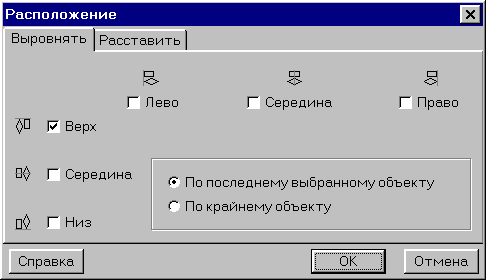 Расположение
Выровнять Расставить
Лево Середина Право
Верх
Середина
По последнему выбранному объекту
По крайнему объекту
Низ
Справка OK Отмена